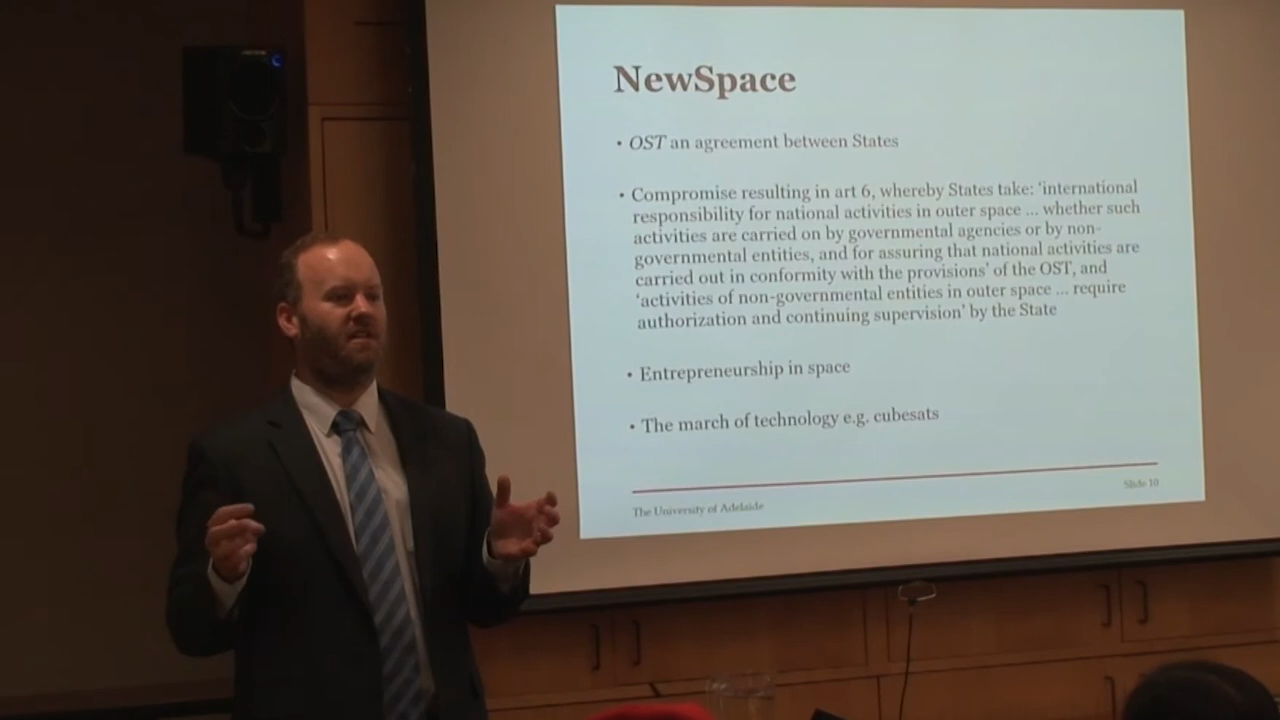 NewSpace
• OST an agreement between States
• Compromise resulting in art 6, whereby States take: ‘international
responsibility for national activities in outer space ... whether such
activities are carried on by governmental agencies or by non-
governmental entities, and for assuring that national activities are
carried out in conformity with the provisions’ of the OST, and
‘activities of non-governmental entities in outer space ... require
authorization and continuing supervision’ by the State
• Entrepreneurship in space
• The march of technology e.g. cubesats
The University of Adelaide
Slide 10